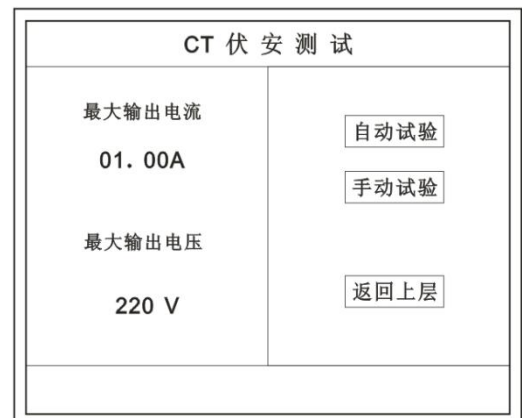 CT 伏安测试
最大输出电流
01. 00A
最大输出电压
220 V
自动试验
手动试验
返回上层